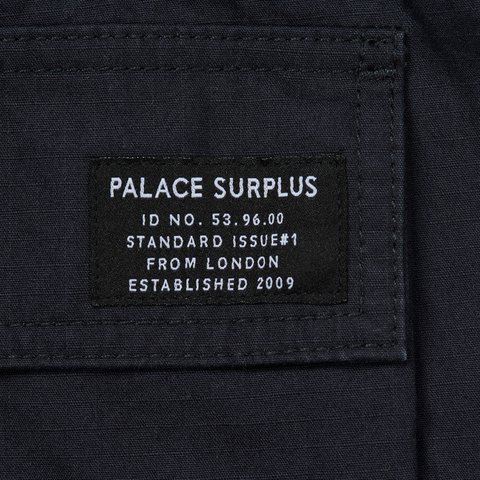 PALACE SURPLUS
ID NO. 53.96.00
STANDARD ISSUE#1
FROM LONDON
ESTABLISHED 2009